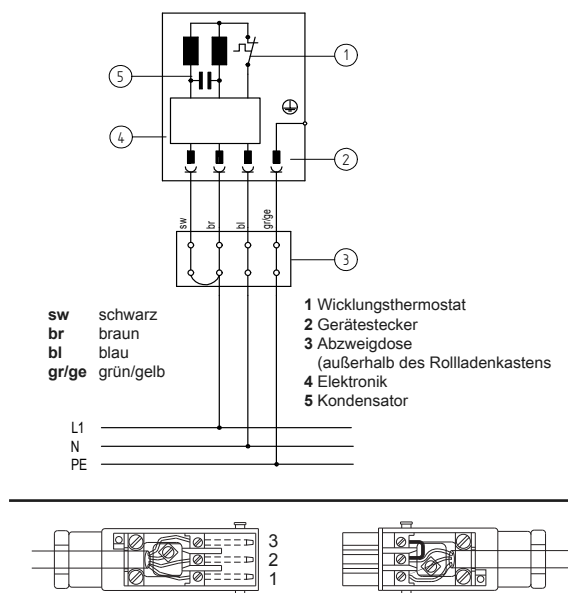 1
5
4
2
sw
br
bl
gr/ge
3
sw schwarz
br braun
bl blau
gr/ge grün/gelb
1 Wicklungsthermostat
2 Gerätestecker
3 Abzweigdose
(außerhalb des Rollladenkastens
4 Elektronik
5 Kondensator
L1
N
PE
3
2
1